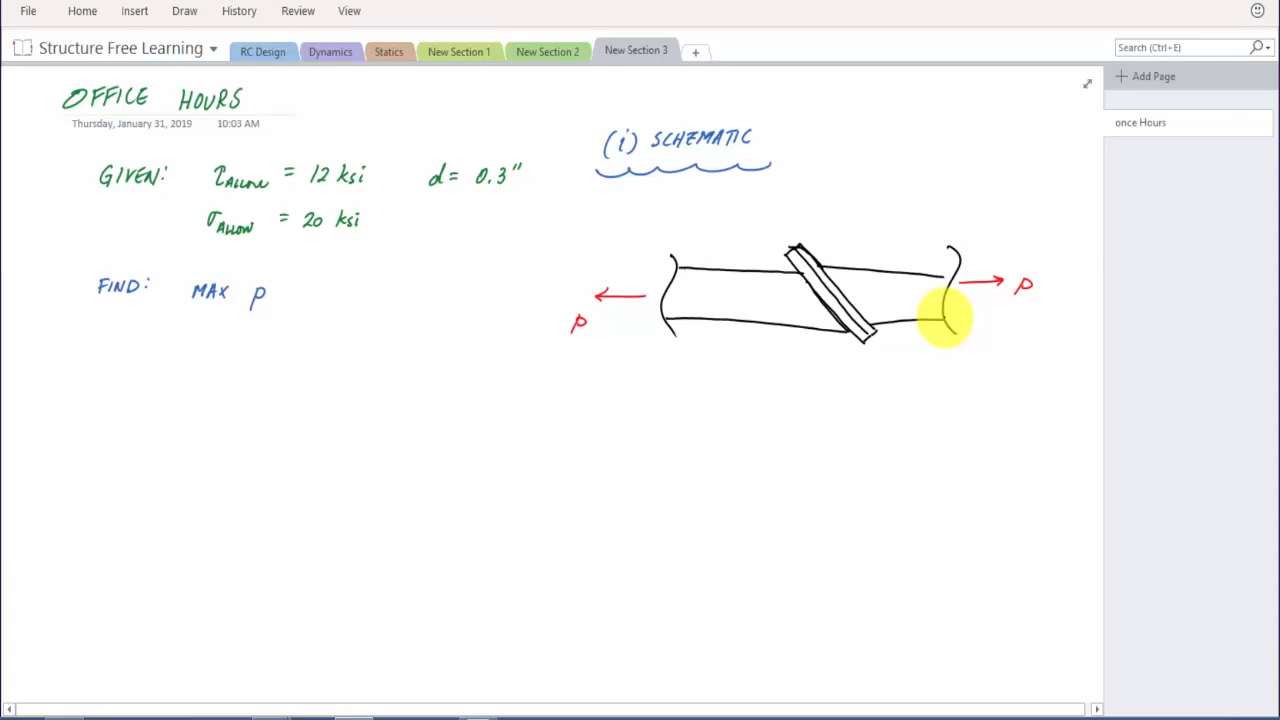 File Home Insert Draw History Review View
Structure Free Learning RC Design Dynamics Statics New Section 1 New Section 2 New Section 3 + Search (Ctrl+E)
Add Page
once Hours
OFFICE HOURS
Thursday, January 31, 2019 10:03 AM
(i) SCHEMATIC
GIVEN: τALLOW = 12 ksi d = 0.3"
σALLOW = 20 ksi
FIND: MAX P
P
P